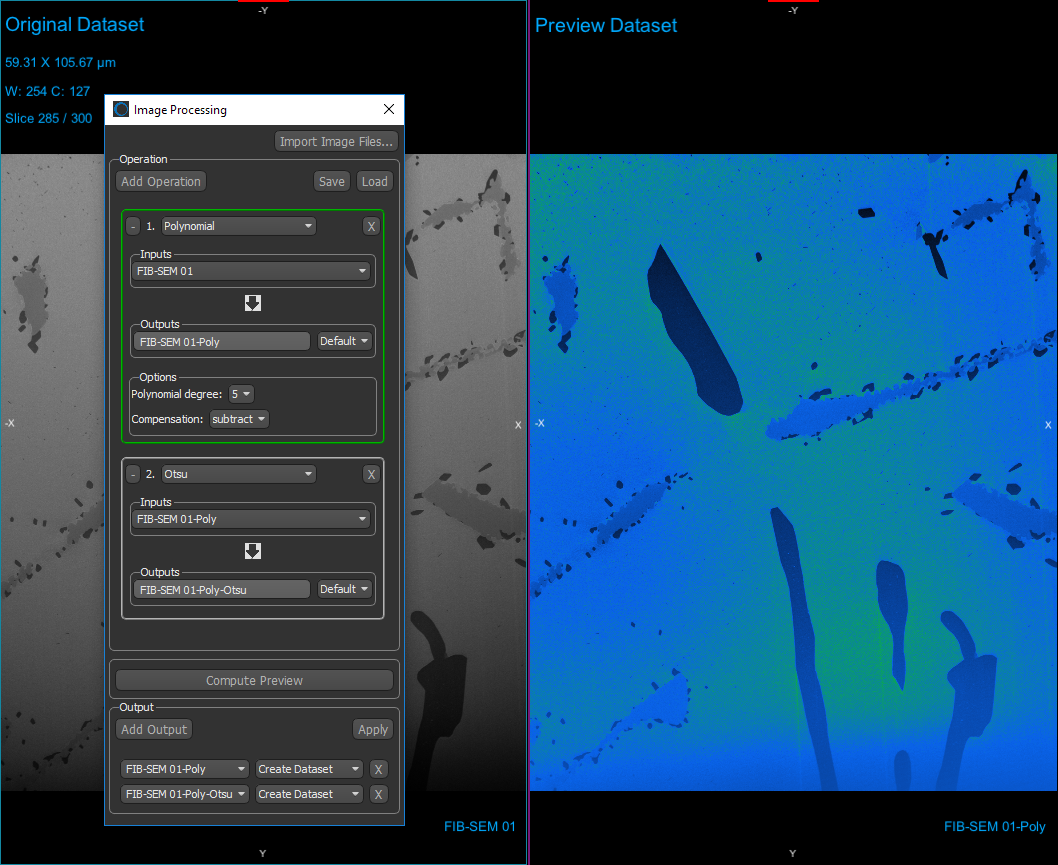 -Y
Original Dataset
59.31 X 105.67 µm
W: 254 C: 127
Slice 285 / 300
-X
X
Image Processing
Import Image Files...
Operation
Add Operation Save Load
- 1. Polynomial X
Inputs
FIB-SEM 01
Outputs
FIB-SEM 01-Poly Default
Options
Polynomial degree: 5
Compensation: subtract
- 2. Otsu X
Inputs
FIB-SEM 01-Poly
Outputs
FIB-SEM 01-Poly-Otsu Default
Compute Preview
Output
Add Output Apply
FIB-SEM 01-Poly Create Dataset X
FIB-SEM 01-Poly-Otsu Create Dataset X
FIB-SEM 01
Y
-Y
Preview Dataset
-X
X
FIB-SEM 01-Poly
Y